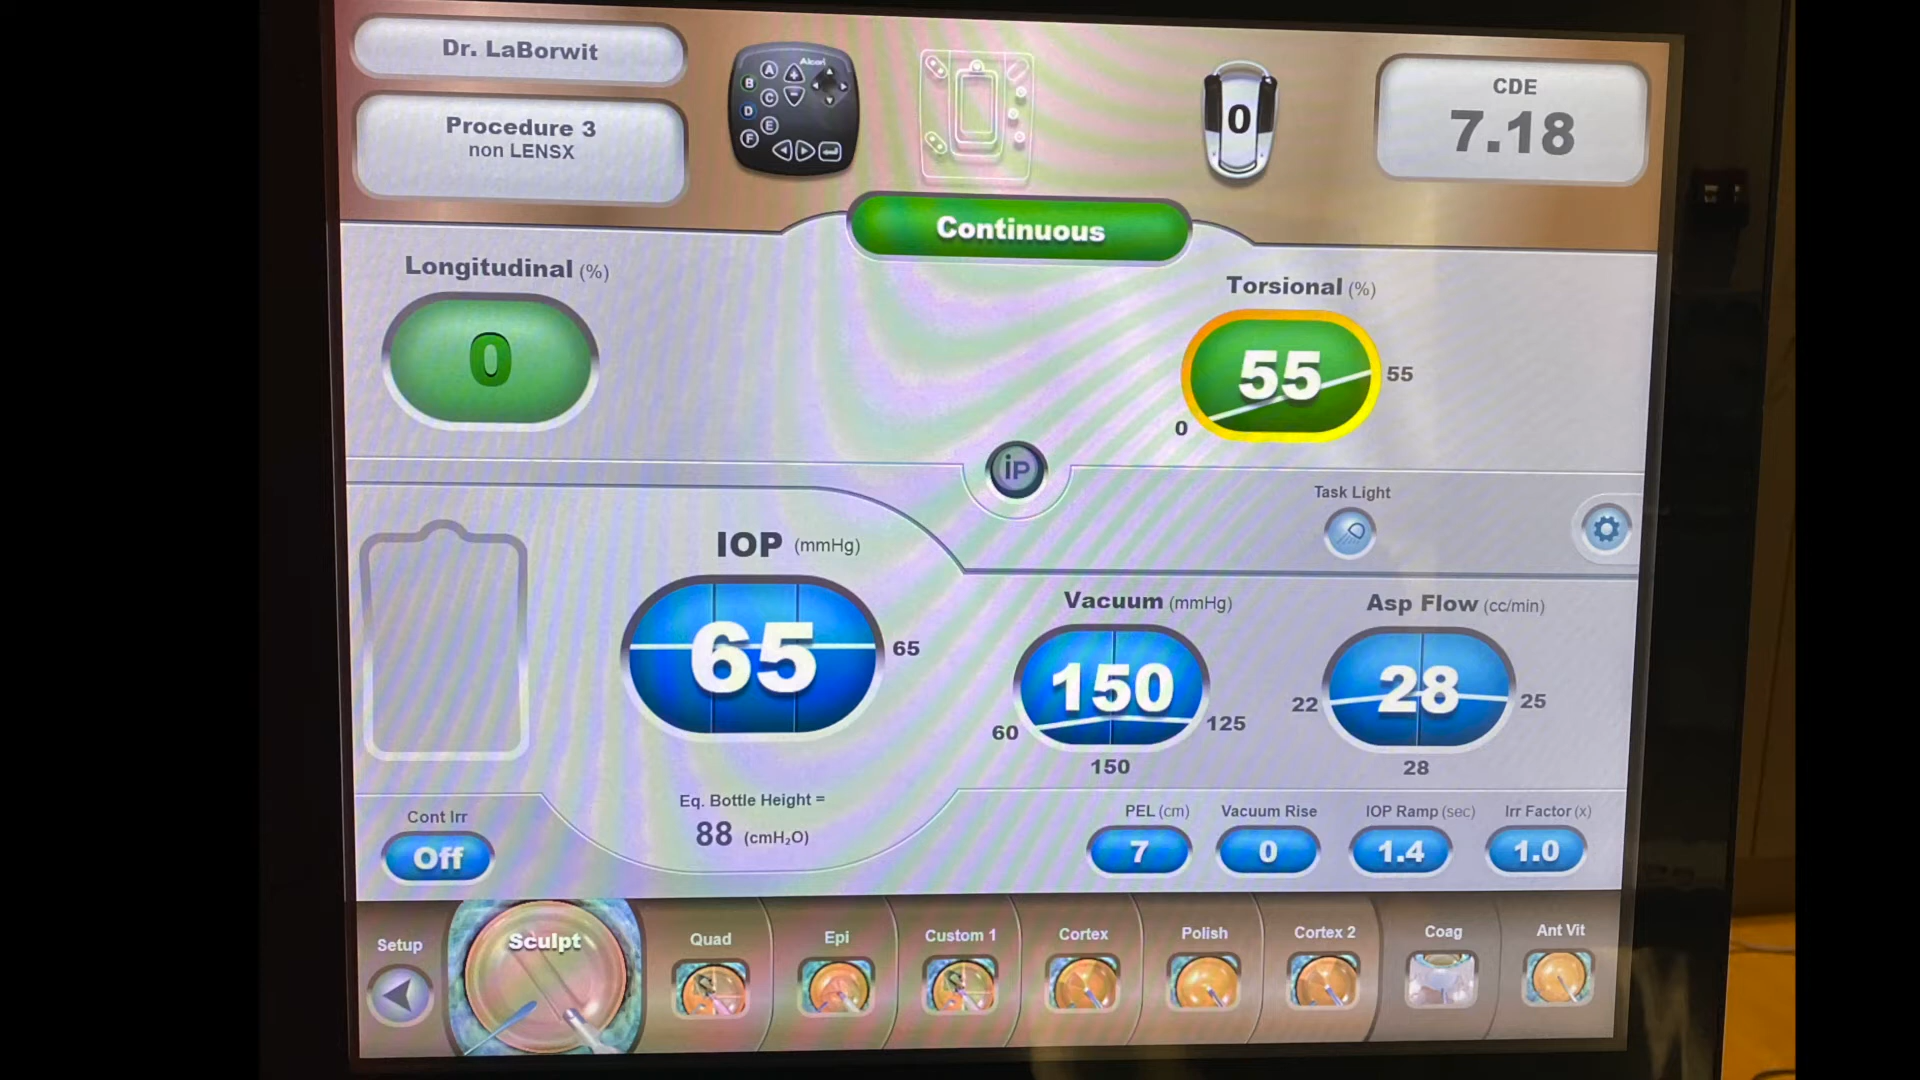 Dr. LaBorwit
Procedure 3
non LENSX
Alcon
A
B
C
D
E
F
0
CDE
7.18
Continuous
Longitudinal (%)
0
Torsional (%)
55
55
0
iP
Task Light
IOP (mmHg)
65
65
Vacuum (mmHg)
150
60
125
150
Asp Flow (cc/min)
28
22
25
28
Eq. Bottle Height =
88 (cmH₂O)
Cont Irr
Off
PEL (cm)
7
Vacuum Rise
0
IOP Ramp (sec)
1.4
Irr Factor (x)
1.0
Setup
Sculpt
Quad
Epi
Custom 1
Cortex
Polish
Cortex 2
Coag
Ant Vit